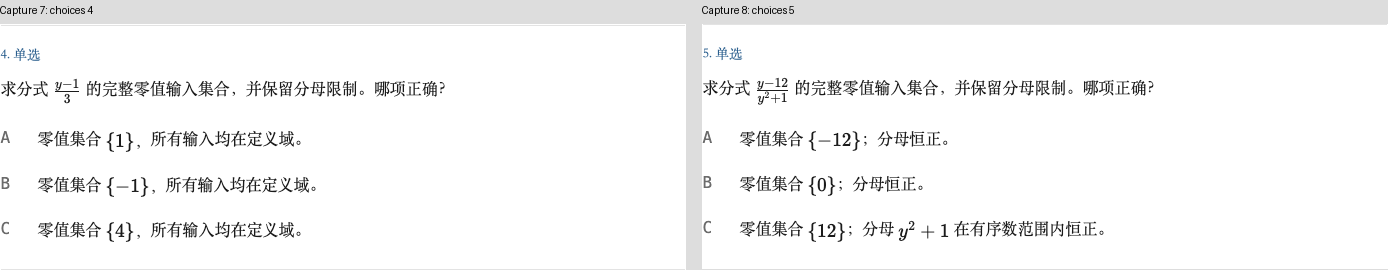 Capture 7: choices 4
4. 单选
求分式 \frac{y−1}{3} 的完整零值输入集合，并保留分母限制。哪项正确？
A 零值集合 {1}，所有输入均在定义域。
B 零值集合 {−1}，所有输入均在定义域。
C 零值集合 {4}，所有输入均在定义域。
Capture 8: choices 5
5. 单选
求分式 \frac{y−12}{y²+1} 的完整零值输入集合，并保留分母限制。哪项正确？
A 零值集合 {−12}；分母恒正。
B 零值集合 {0}；分母恒正。
C 零值集合 {12}；分母 y² + 1 在有序数范围内恒正。